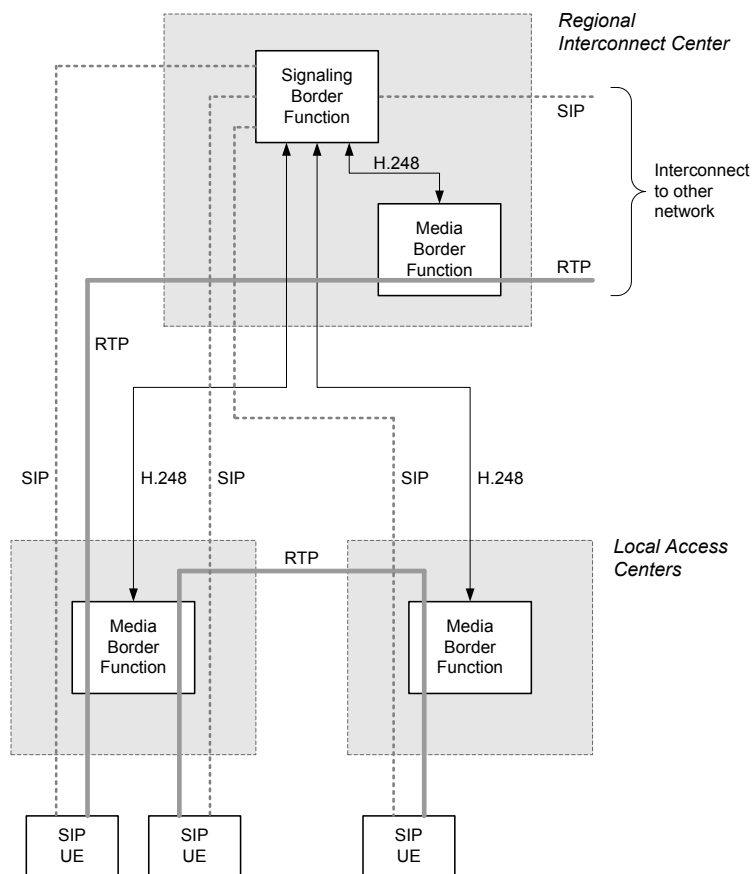 Regional
Interconnect Center
Signaling
Border
Function
SIP
H.248
Interconnect
to other
network
Media
Border
Function
RTP
RTP
SIP
H.248
SIP
SIP
H.248
Local Access
Centers
RTP
Media
Border
Function
Media
Border
Function
SIP
UE
SIP
UE
SIP
UE